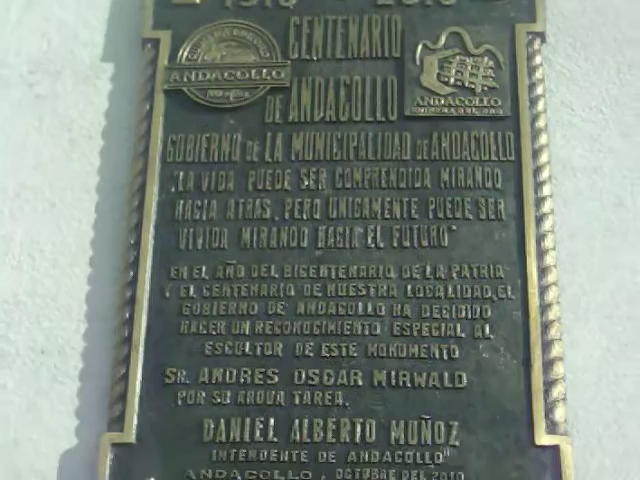 1910 - 2010
CENTENARIO
DE ANDACOLLO
ANDACOLLO
ANDACOLLO
GOBIERNO DE LA MUNICIPALIDAD DE ANDACOLLO
"LA VIDA PUEDE SER COMPRENDIDA MIRANDO
HACIA ATRAS, PERO UNICAMENTE PUEDE SER
VIVIDA MIRANDO HACIA EL FUTURO"
EN EL AÑO DEL BICENTENARIO DE LA PATRIA
Y EL CENTENARIO DE NUESTRA LOCALIDAD, EL
GOBIERNO DE ANDACOLLO HA DECIDIDO
HACER UN RECONOCIMIENTO ESPECIAL AL
ESCULTOR DE ESTE MONUMENTO
SR. ANDRES OSCAR MIRWALD
POR SU ARDUA TAREA.
DANIEL ALBERTO MUÑOZ
INTENDENTE DE ANDACOLLO"
ANDACOLLO, OCTUBRE DEL 2010